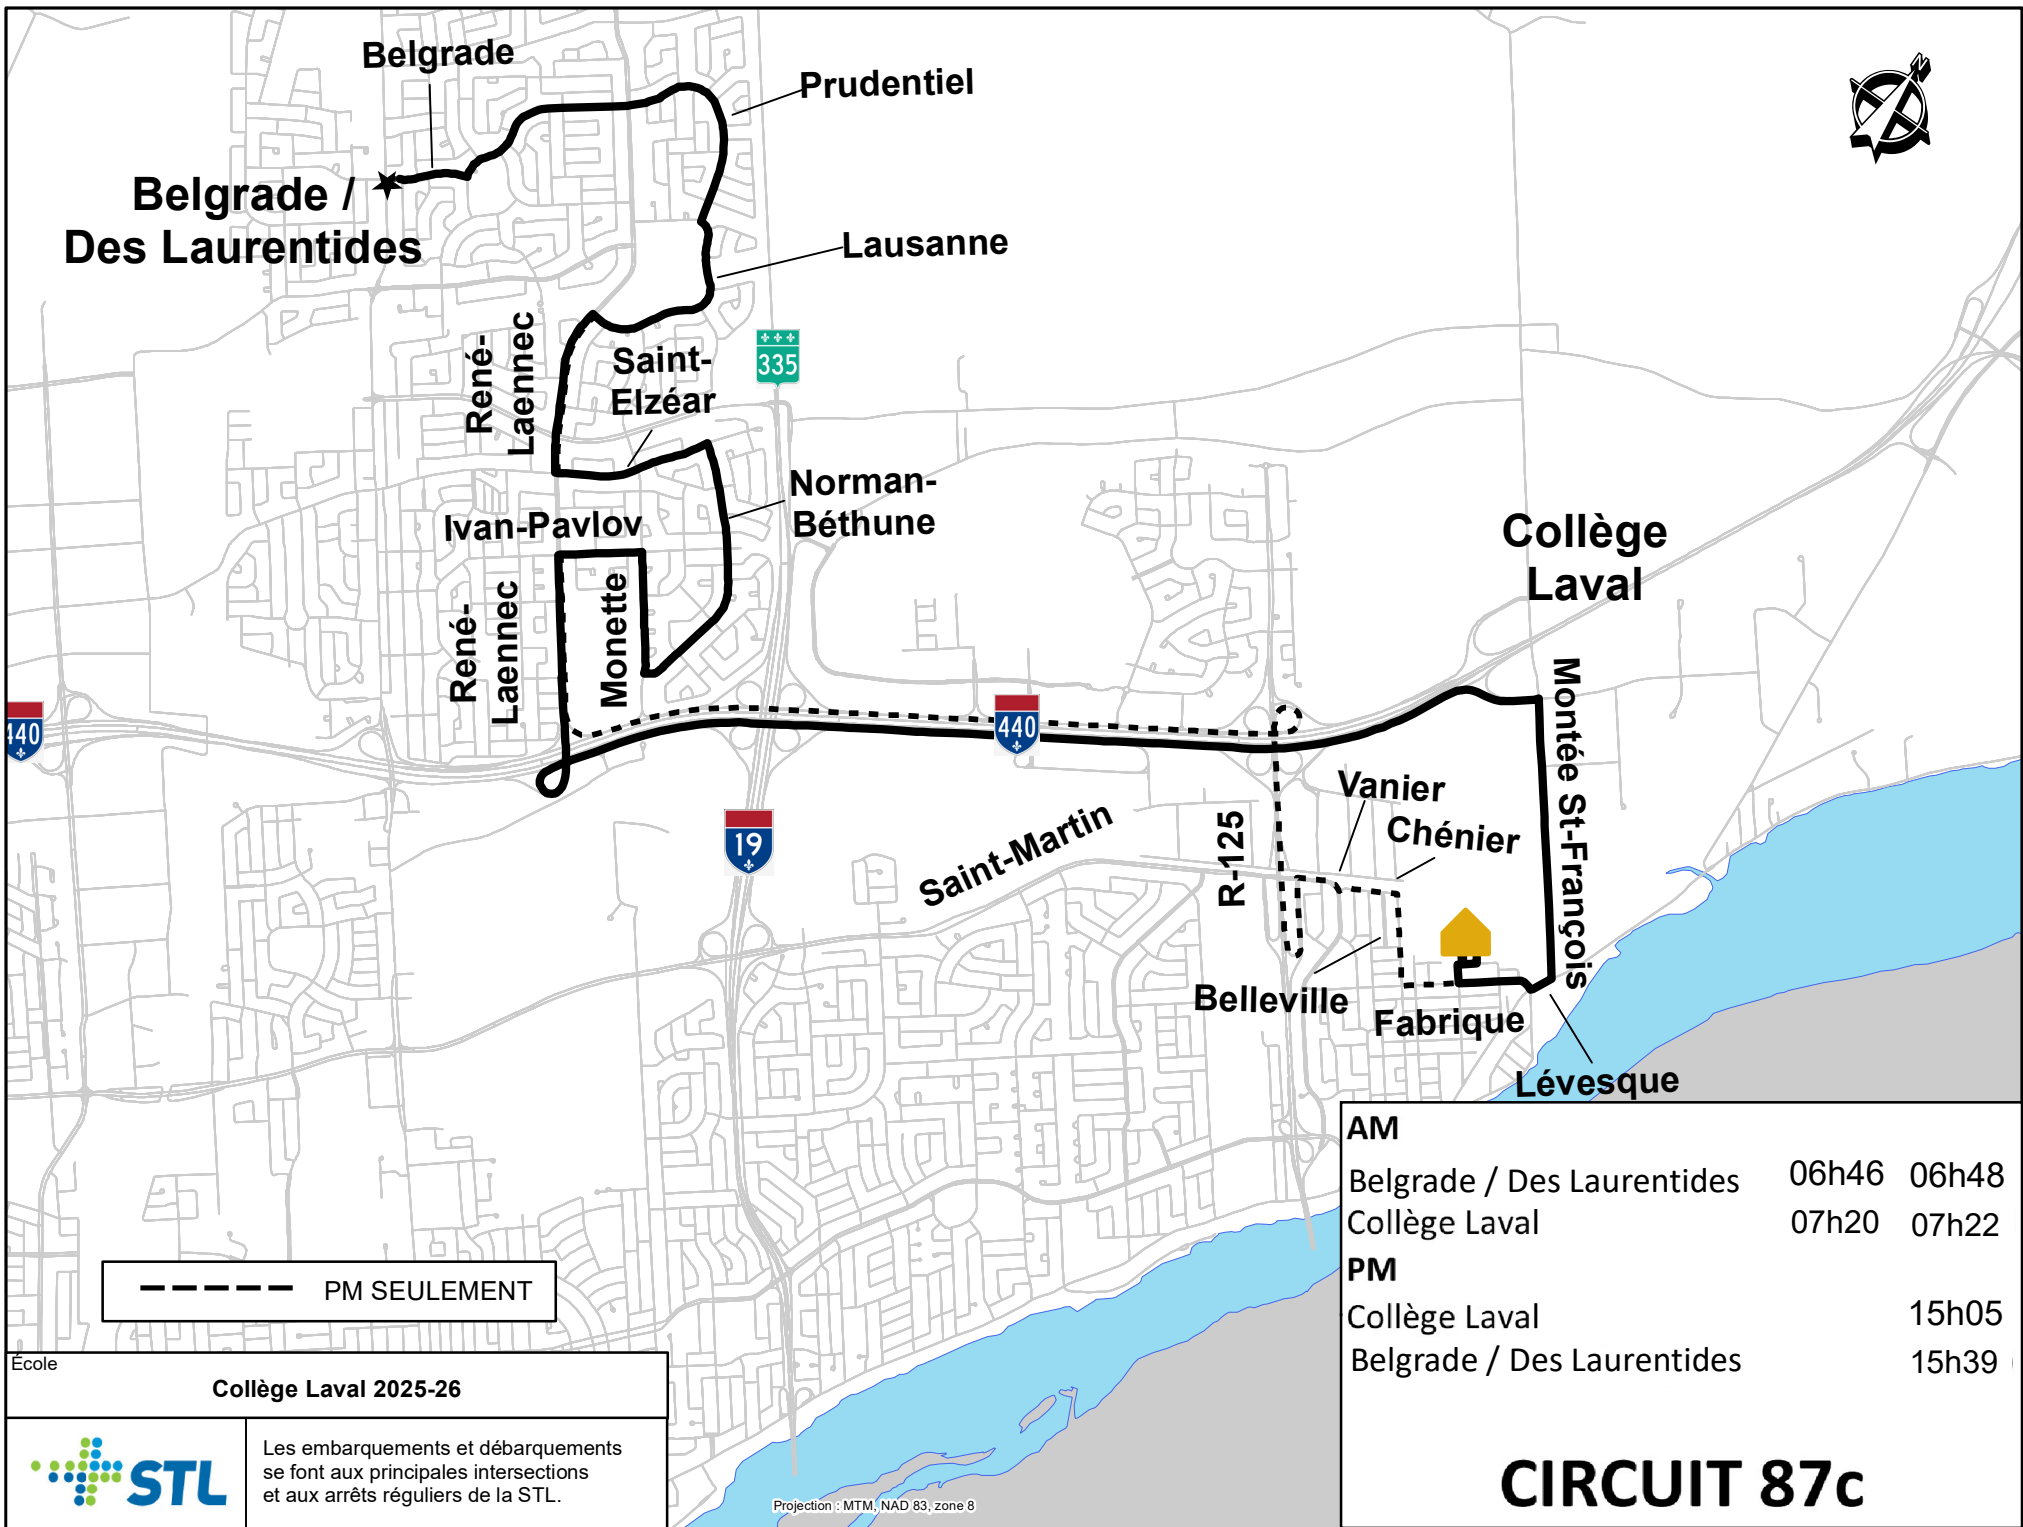 Belgrade
Prudentiel
N
Belgrade /
Des Laurentides
Lausanne
René-
Laennec
Saint-
Elzéar
335
Norman-
Béthune
Ivan-Pavlov
Collège
Laval
René-
Laennec
Monette
Montée St-François
440
440
19
Vanier
Chénier
Saint-Martin
R-125
Belleville
Fabrique
Lévesque
AM
Belgrade / Des Laurentides 06h46 06h48
Collège Laval 07h20 07h22
PM
Collège Laval 15h05
Belgrade / Des Laurentides 15h39
CIRCUIT 87c
PM SEULEMENT
École
Collège Laval 2025-26
STL
Les embarquements et débarquements
se font aux principales intersections
et aux arrêts réguliers de la STL.
Projection : MTM, NAD 83, zone 8